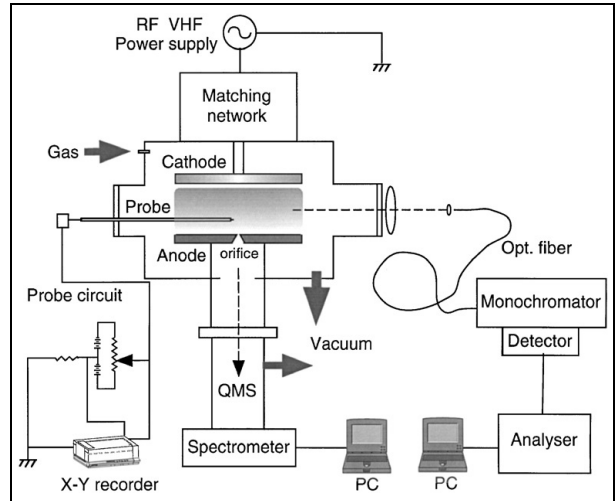 RF VHF
Power supply
Matching
network
Gas
Cathode
Probe
Anode
orifice
Opt. fiber
Probe circuit
Monochromator
Detector
Vacuum
QMS
Spectrometer
Analyser
X-Y recorder
PC
PC